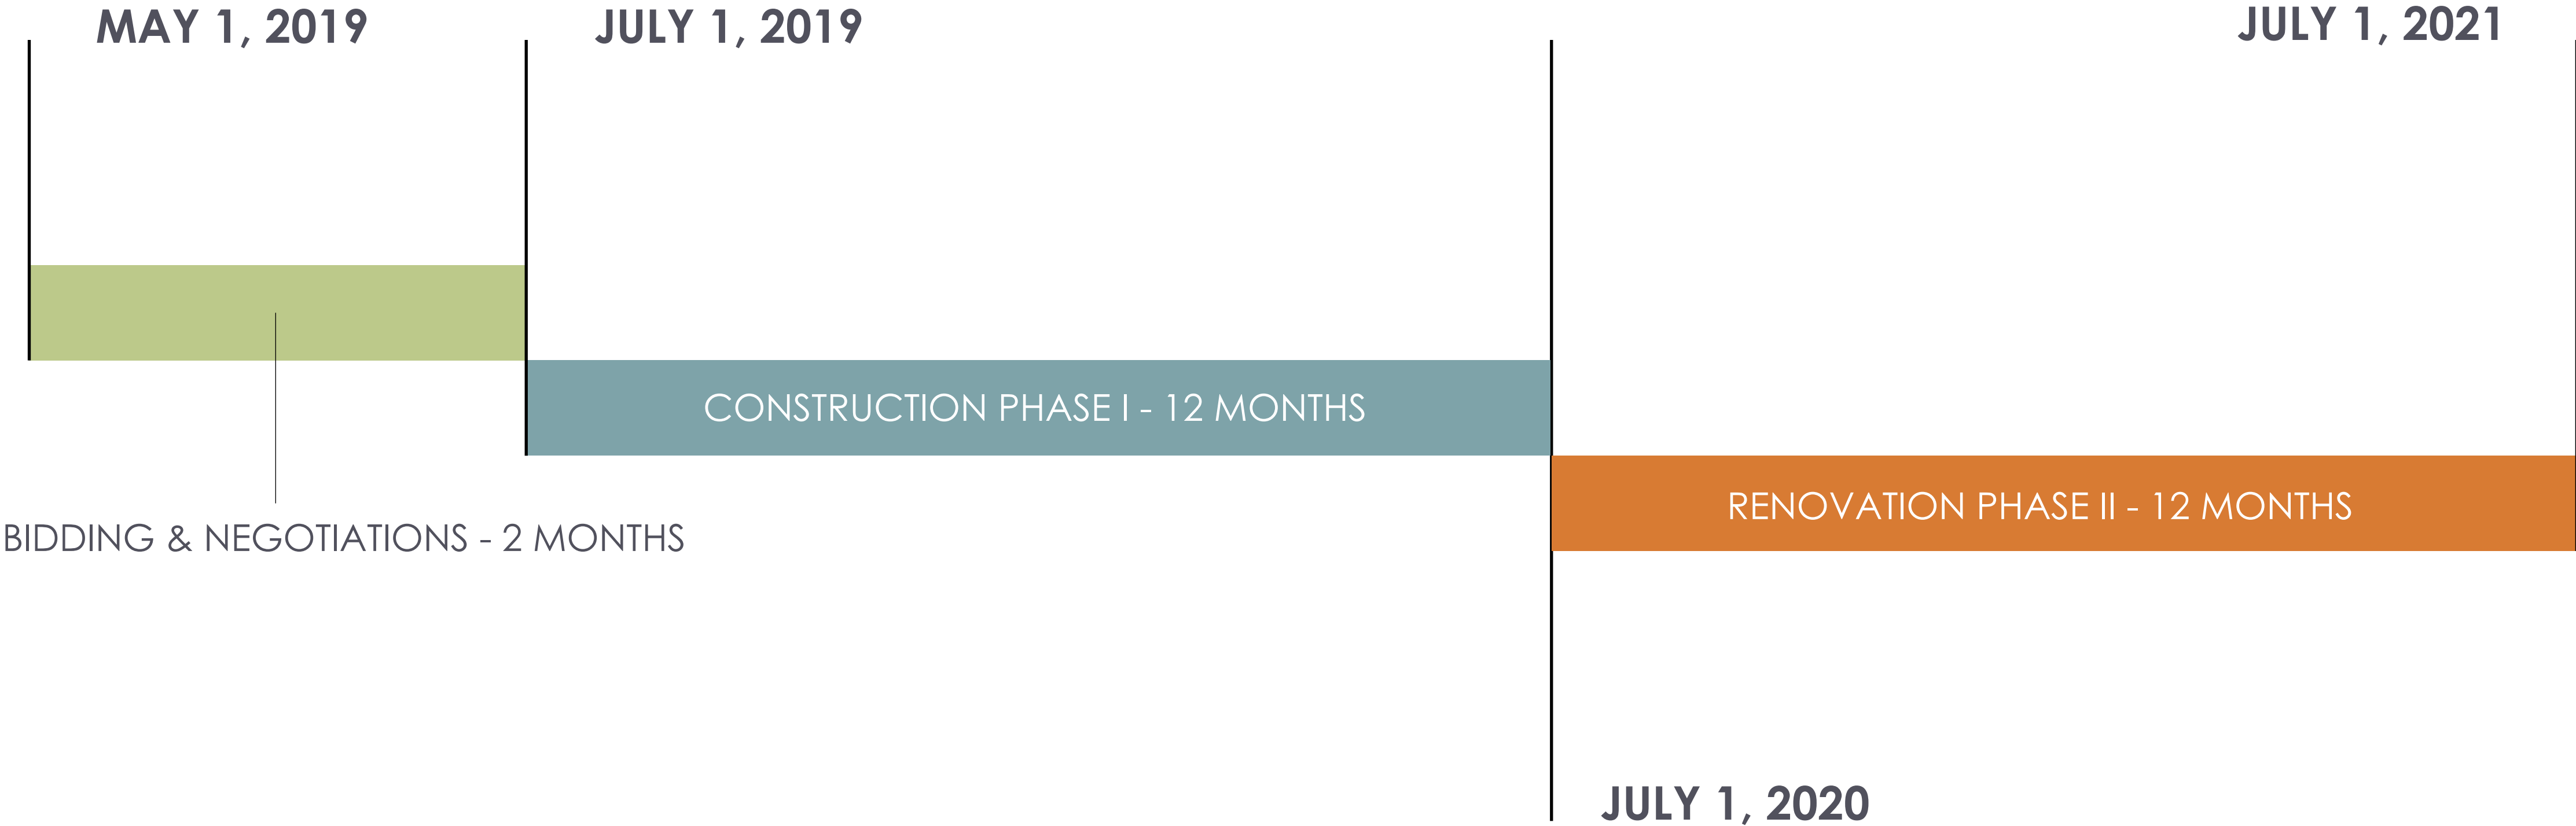 MAY 1, 2019
JULY 1, 2019
JULY 1, 2021
CONSTRUCTION PHASE I - 12 MONTHS
RENOVATION PHASE II - 12 MONTHS
BIDDING & NEGOTIATIONS - 2 MONTHS
JULY 1, 2020